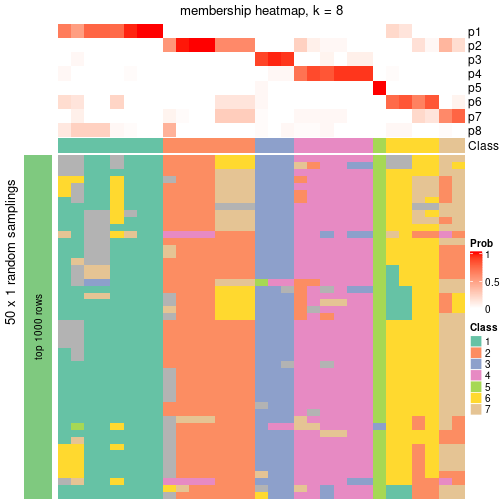 membership heatmap, k = 8
p1
p2
p3
p4
p5
p6
p7
p8
Class
50 x 1 random samplings
top 1000 rows
Prob
1
0.5
0
Class
1
2
3
4
5
6
7